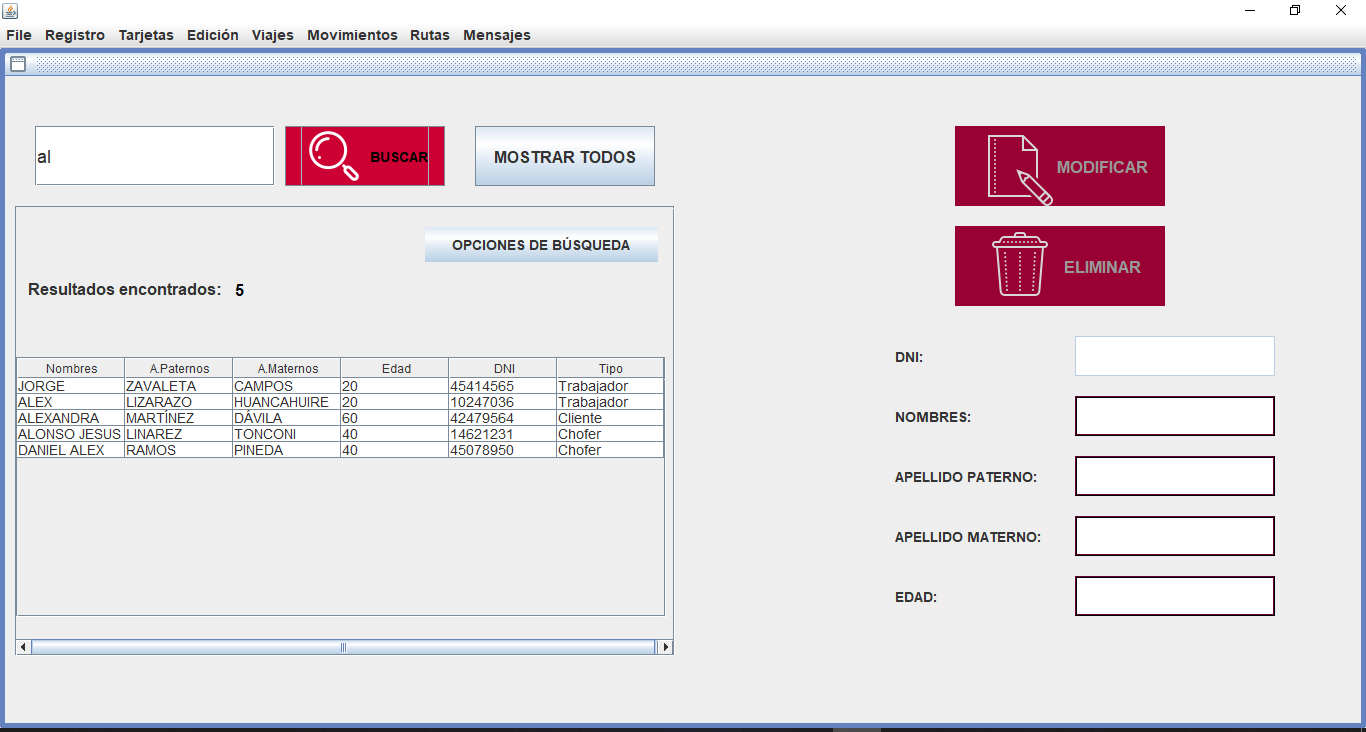 File Registro Tarjetas Edición Viajes Movimientos Rutas Mensajes
al BUSCAR MOSTRAR TODOS
MODIFICAR
OPCIONES DE BÚSQUEDA
ELIMINAR
Resultados encontrados: 5
Nombres A.Paternos A.Maternos Edad DNI Tipo
JORGE ZAVALETA CAMPOS 20 45414565 Trabajador
ALEX LIZARAZO HUANCAHUIRE 20 10247036 Trabajador
ALEXANDRA MARTÍNEZ DÁVILA 60 42479564 Cliente
ALONSO JESUS LINAREZ TONCONI 40 14621231 Chofer
DANIEL ALEX RAMOS PINEDA 40 45078950 Chofer
DNI:
NOMBRES:
APELLIDO PATERNO:
APELLIDO MATERNO:
EDAD: